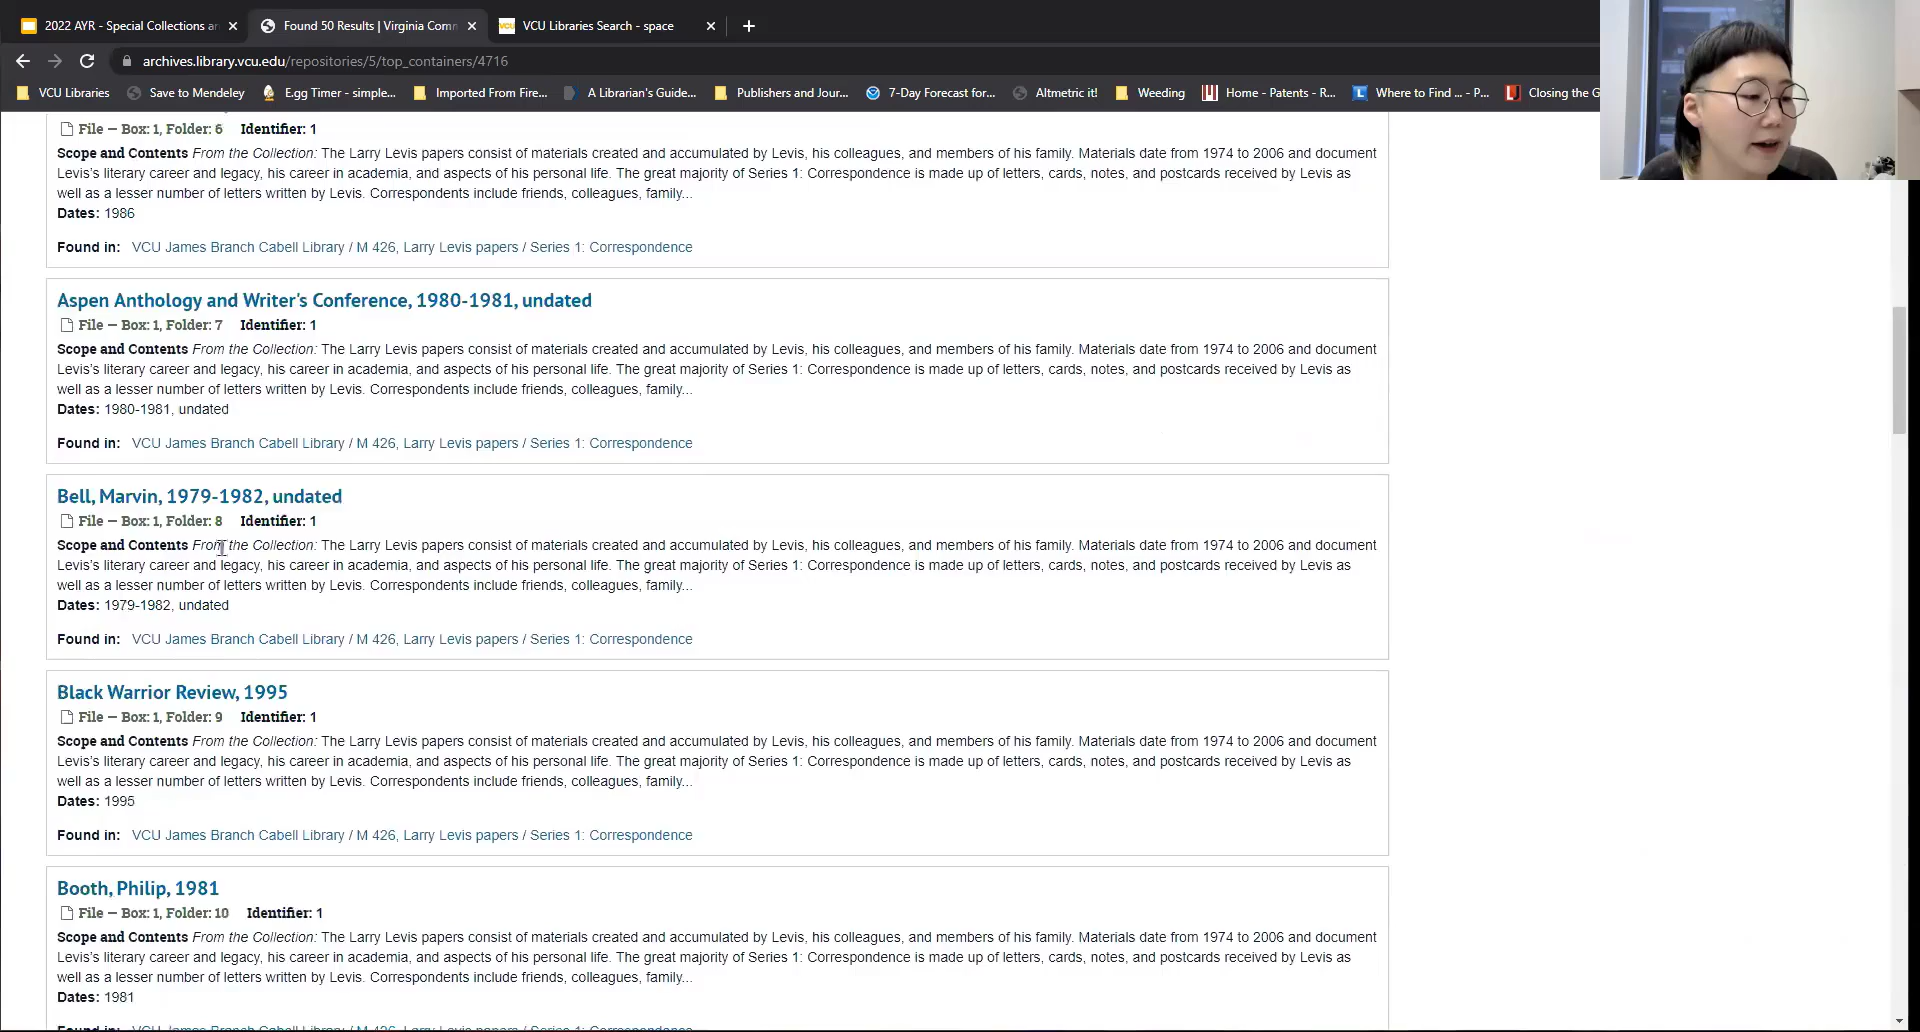 2022 AYR - Special Collections an
Found 50 Results | Virginia Comm
VCU Libraries Search - space
archives.library.vcu.edu/repositories/5/top_containers/4716
VCU Libraries
Save to Mendeley
E.gg Timer - simple...
Imported From Fire...
A Librarian's Guide...
Publishers and Jour...
7-Day Forecast for...
Altmetric it!
Weeding
Home - Patents - R...
Where to Find ... - P...
Closing the G
File — Box: 1, Folder: 6 Identifier: 1
Scope and Contents From the Collection: The Larry Levis papers consist of materials created and accumulated by Levis, his colleagues, and members of his family. Materials date from 1974 to 2006 and document
Levis's literary career and legacy, his career in academia, and aspects of his personal life. The great majority of Series 1: Correspondence is made up of letters, cards, notes, and postcards received by Levis as
well as a lesser number of letters written by Levis. Correspondents include friends, colleagues, family...
Dates: 1986
Found in: VCU James Branch Cabell Library / M 426, Larry Levis papers / Series 1: Correspondence
Aspen Anthology and Writer's Conference, 1980-1981, undated
File — Box: 1, Folder: 7 Identifier: 1
Scope and Contents From the Collection: The Larry Levis papers consist of materials created and accumulated by Levis, his colleagues, and members of his family. Materials date from 1974 to 2006 and document
Levis's literary career and legacy, his career in academia, and aspects of his personal life. The great majority of Series 1: Correspondence is made up of letters, cards, notes, and postcards received by Levis as
well as a lesser number of letters written by Levis. Correspondents include friends, colleagues, family...
Dates: 1980-1981, undated
Found in: VCU James Branch Cabell Library / M 426, Larry Levis papers / Series 1: Correspondence
Bell, Marvin, 1979-1982, undated
File — Box: 1, Folder: 8 Identifier: 1
Scope and Contents From the Collection: The Larry Levis papers consist of materials created and accumulated by Levis, his colleagues, and members of his family. Materials date from 1974 to 2006 and document
Levis's literary career and legacy, his career in academia, and aspects of his personal life. The great majority of Series 1: Correspondence is made up of letters, cards, notes, and postcards received by Levis as
well as a lesser number of letters written by Levis. Correspondents include friends, colleagues, family...
Dates: 1979-1982, undated
Found in: VCU James Branch Cabell Library / M 426, Larry Levis papers / Series 1: Correspondence
Black Warrior Review, 1995
File — Box: 1, Folder: 9 Identifier: 1
Scope and Contents From the Collection: The Larry Levis papers consist of materials created and accumulated by Levis, his colleagues, and members of his family. Materials date from 1974 to 2006 and document
Levis's literary career and legacy, his career in academia, and aspects of his personal life. The great majority of Series 1: Correspondence is made up of letters, cards, notes, and postcards received by Levis as
well as a lesser number of letters written by Levis. Correspondents include friends, colleagues, family...
Dates: 1995
Found in: VCU James Branch Cabell Library / M 426, Larry Levis papers / Series 1: Correspondence
Booth, Philip, 1981
File — Box: 1, Folder: 10 Identifier: 1
Scope and Contents From the Collection: The Larry Levis papers consist of materials created and accumulated by Levis, his colleagues, and members of his family. Materials date from 1974 to 2006 and document
Levis's literary career and legacy, his career in academia, and aspects of his personal life. The great majority of Series 1: Correspondence is made up of letters, cards, notes, and postcards received by Levis as
well as a lesser number of letters written by Levis. Correspondents include friends, colleagues, family...
Dates: 1981